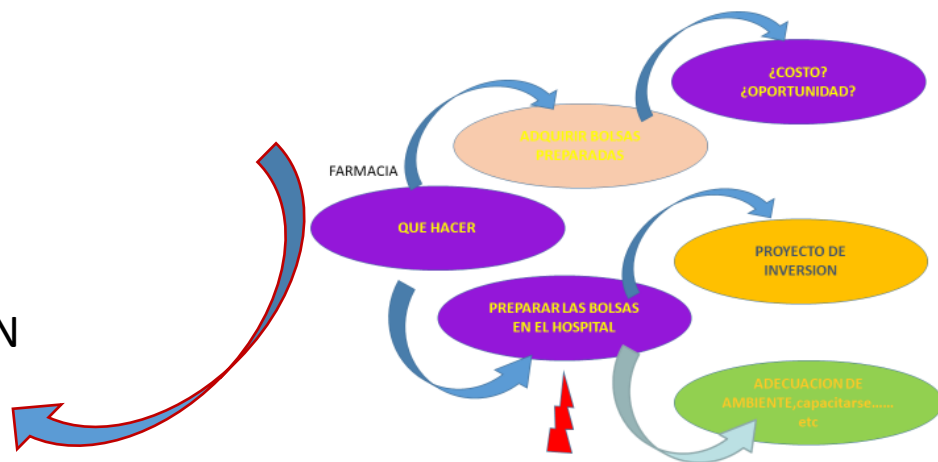 ¿COSTO?
¿OPORTUNIDAD?
ADQUIRIR BOLSAS
PREPARADAS
FARMACIA
QUE HACER
PROYECTO DE
INVERSION
PREPARAR LAS BOLSAS
EN EL HOSPITAL
N
ADECUACION DE
AMBIENTE,capacitarse......
etc